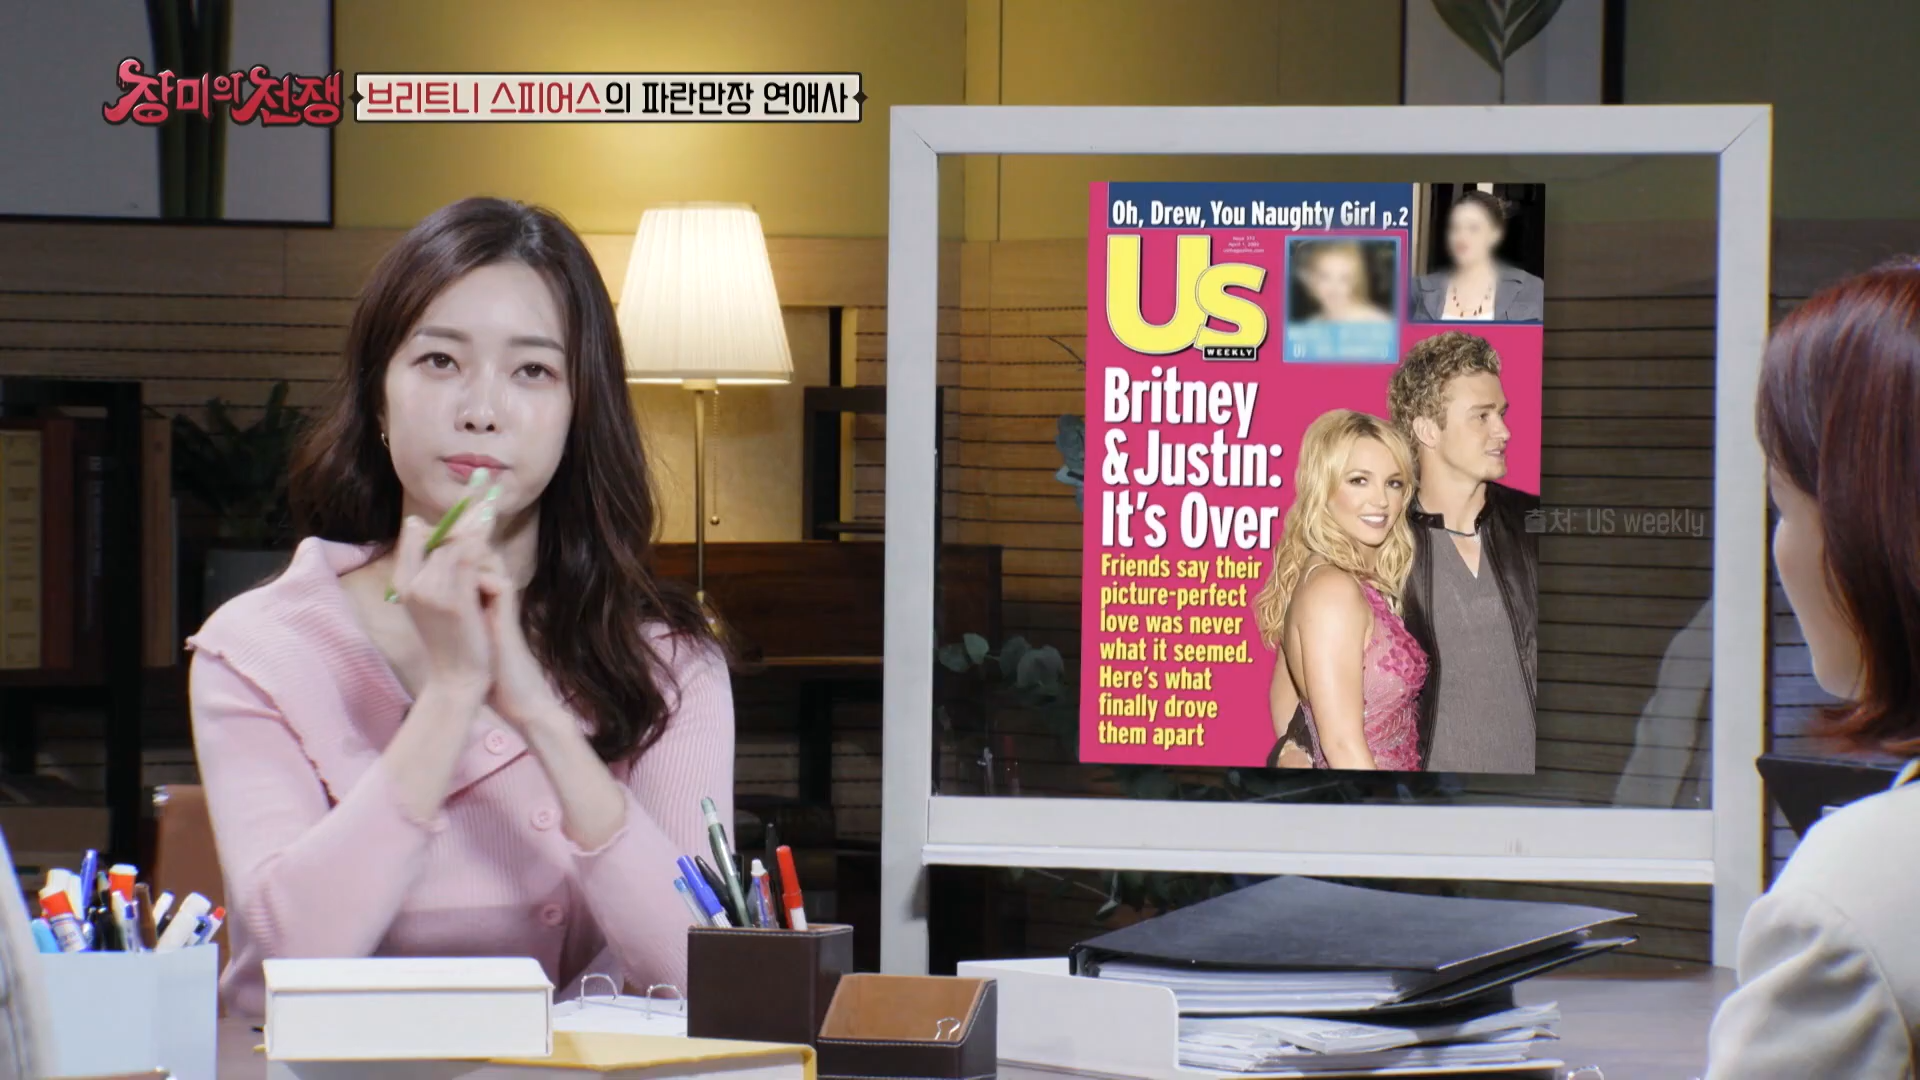 장미의 전쟁
브리트니 스피어스의 파란만장 연애사
Oh, Drew, You Naughty Girl p.2
Us
WEEKLY
Britney
& Justin:
It's Over
Friends say their
picture-perfect
love was never
what it seemed.
Here's what
finally drove
them apart
출처: US weekly